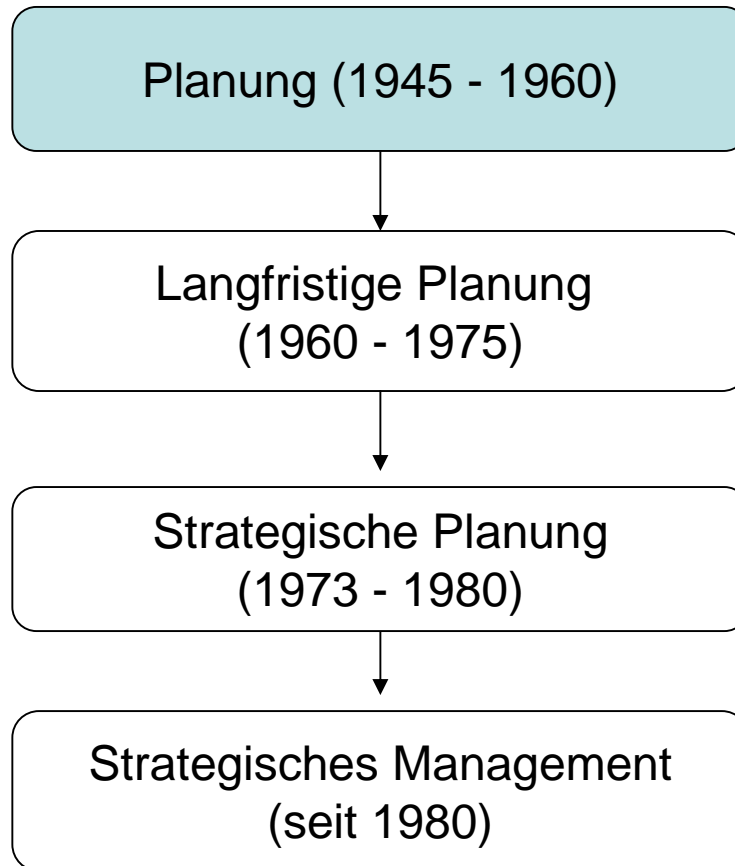 Planung (1945 - 1960)
Langfristige Planung
(1960 - 1975)
Strategische Planung
(1973 - 1980)
Strategisches Management
(seit 1980)